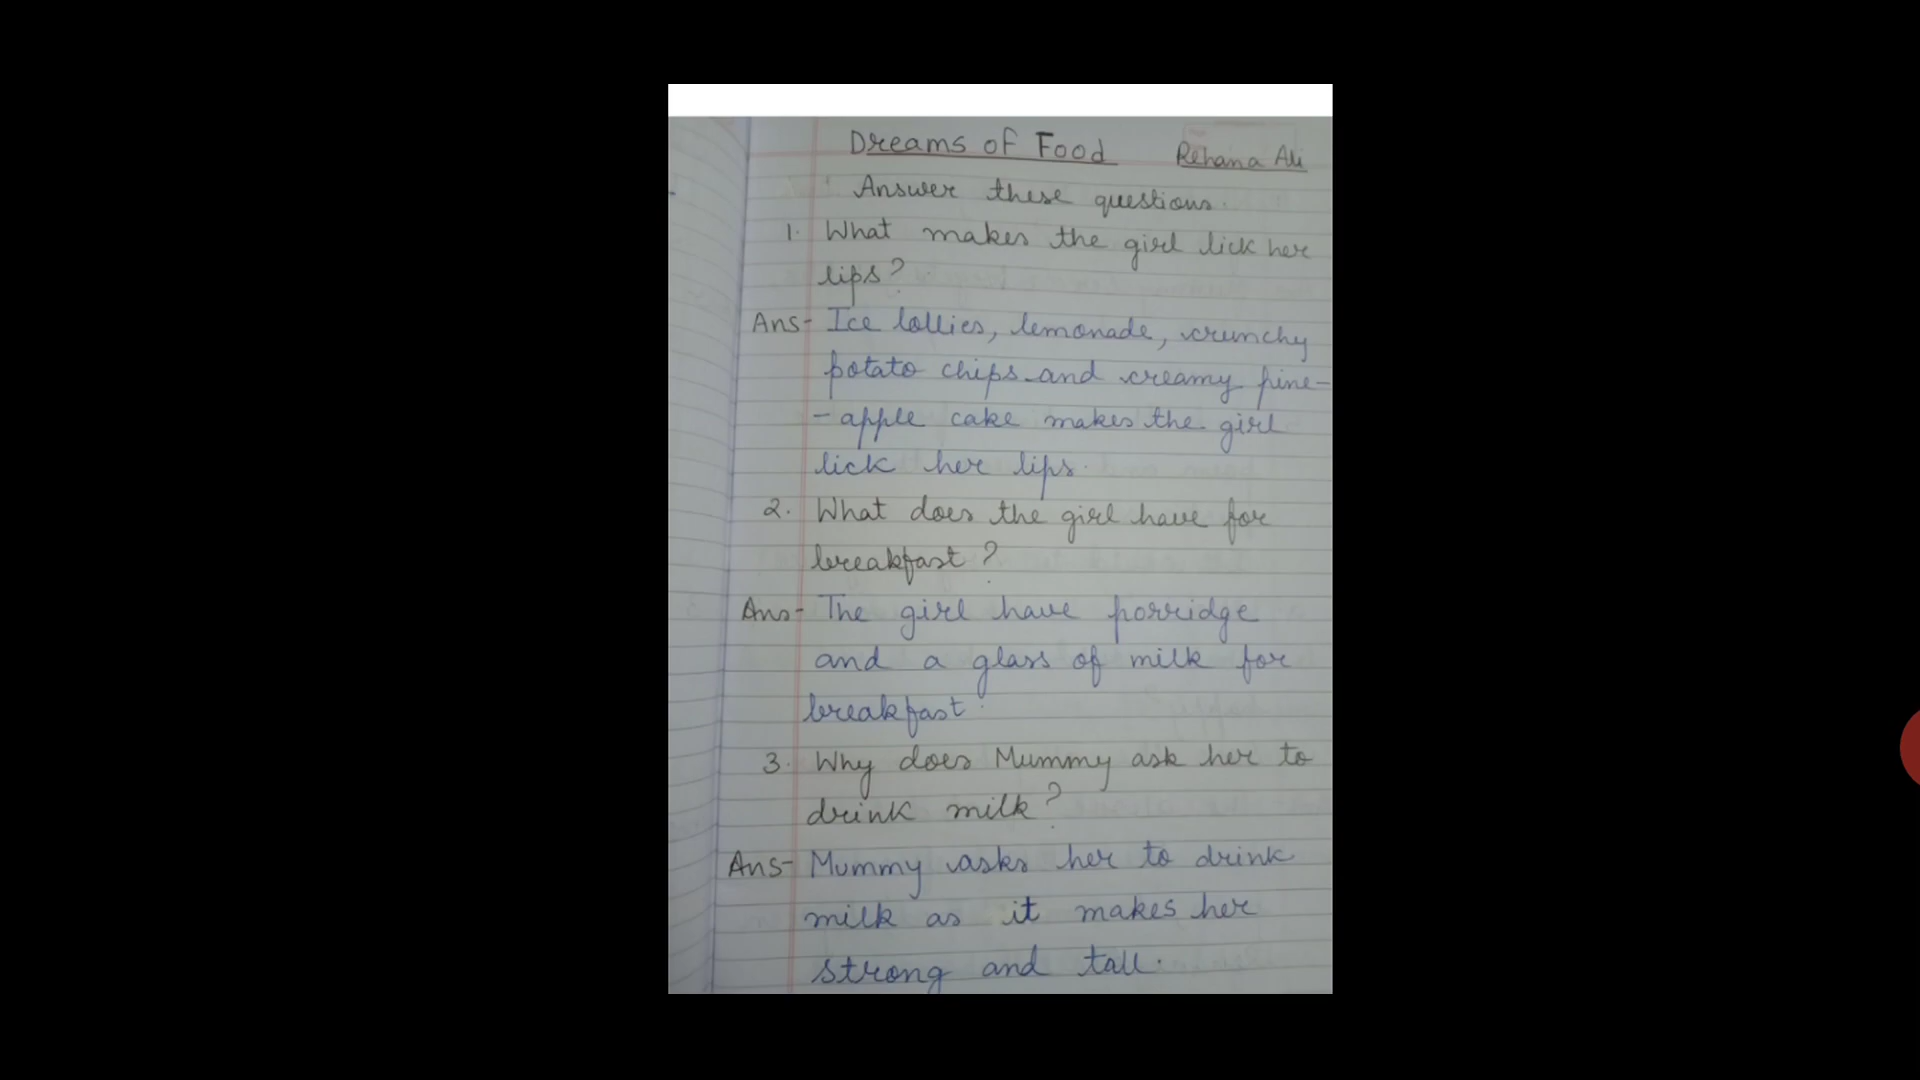 Dreams of Food Rehana Ali
Answer these questions.
1. What makes the girl lick her
lips?
Ans- Ice lollies, lemonade, crunchy
potato chips and creamy pine-
- apple cake makes the girl
lick her lips.
2. What does the girl have for
breakfast?
Ans- The girl have porridge
and a glass of milk for
breakfast.
3. Why does Mummy ask her to
drink milk?
Ans- Mummy asks her to drink
milk as it makes her
strong and tall.